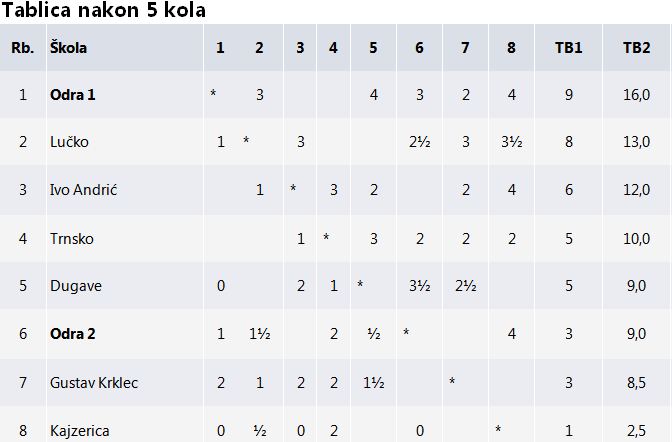 Tablica nakon 5 kola
Rb. Škola 1 2 3 4 5 6 7 8 TB1 TB2
1 Odra 1 * 3 4 3 2 4 9 16,0
2 Lučko 1 * 3 2½ 3 3½ 8 13,0
3 Ivo Andrić 1 * 3 2 2 4 6 12,0
4 Trnsko 1 * 3 2 2 2 5 10,0
5 Dugave 0 2 1 * 3½ 2½ 5 9,0
6 Odra 2 1 1½ 2 ½ * 4 3 9,0
7 Gustav Krklec 2 1 2 2 1½ * 3 8,5
8 Kajzerica 0 ½ 0 2 0 * 1 2,5